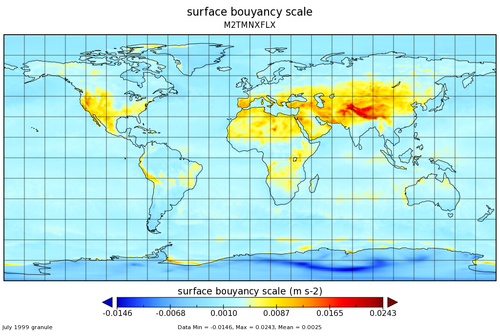 surface bouyancy scale
M2TMNXFLX
surface bouyancy scale (m s-2)
-0.0146 -0.0068 0.0010 0.0087 0.0165 0.0243
July 1999 granule
Data Min = -0.0146, Max = 0.0243, Mean = 0.0025